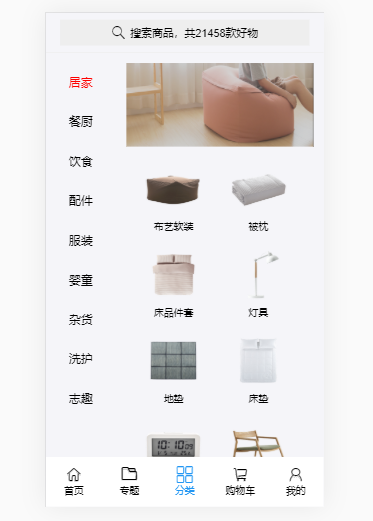 搜索商品，共21458款好物
居家
餐厨
饮食
配件
服装
婴童
杂货
洗护
志趣
布艺软装
被枕
床品件套
灯具
地垫
床垫
10:10
首页
专题
分类
购物车
我的